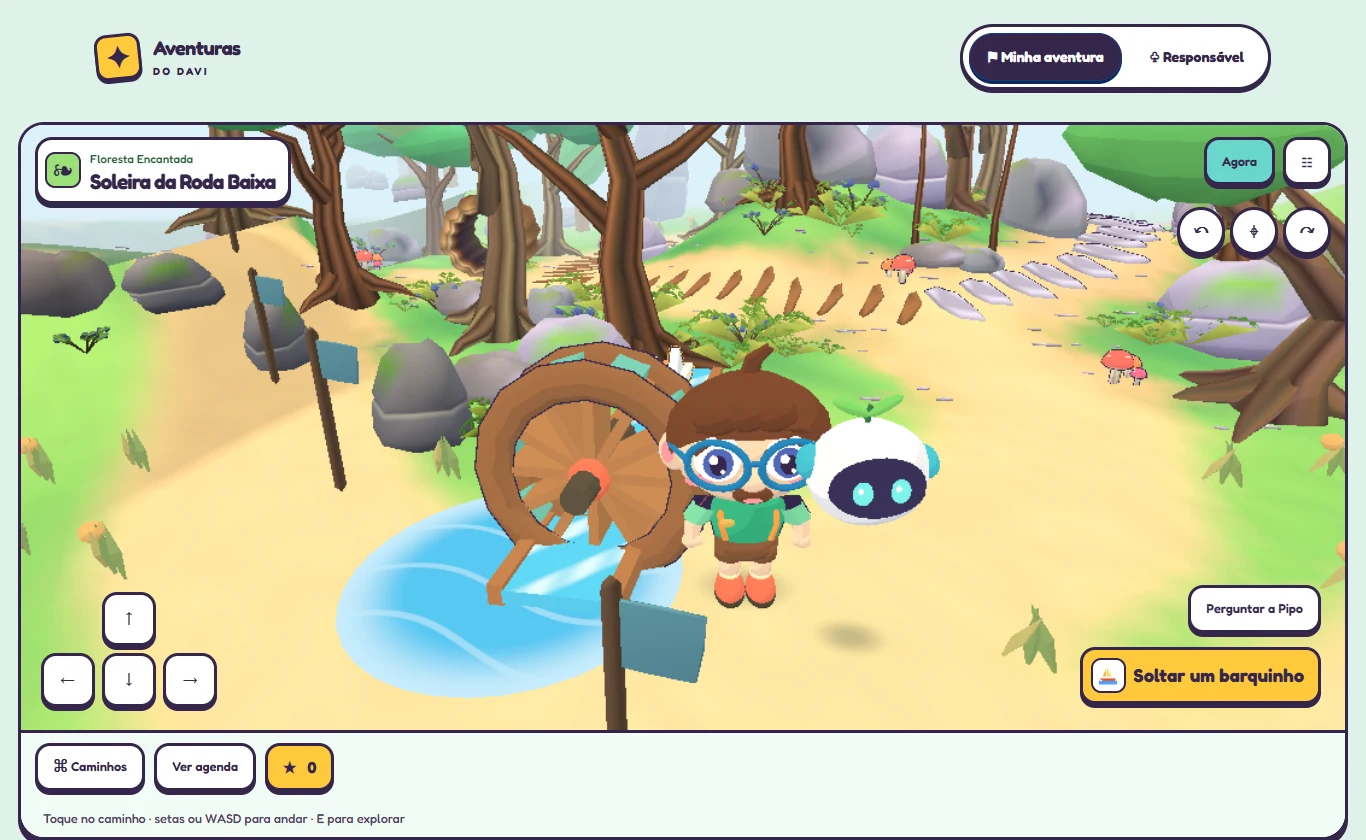 Aventuras
DO DAVI
Minha aventura
Responsável
Floresta Encantada
Soleira da Roda Baixa
Agora
Perguntar a Pipo
Soltar um barquinho
Caminhos
Ver agenda
★ 0
Toque no caminho · setas ou WASD para andar · E para explorar